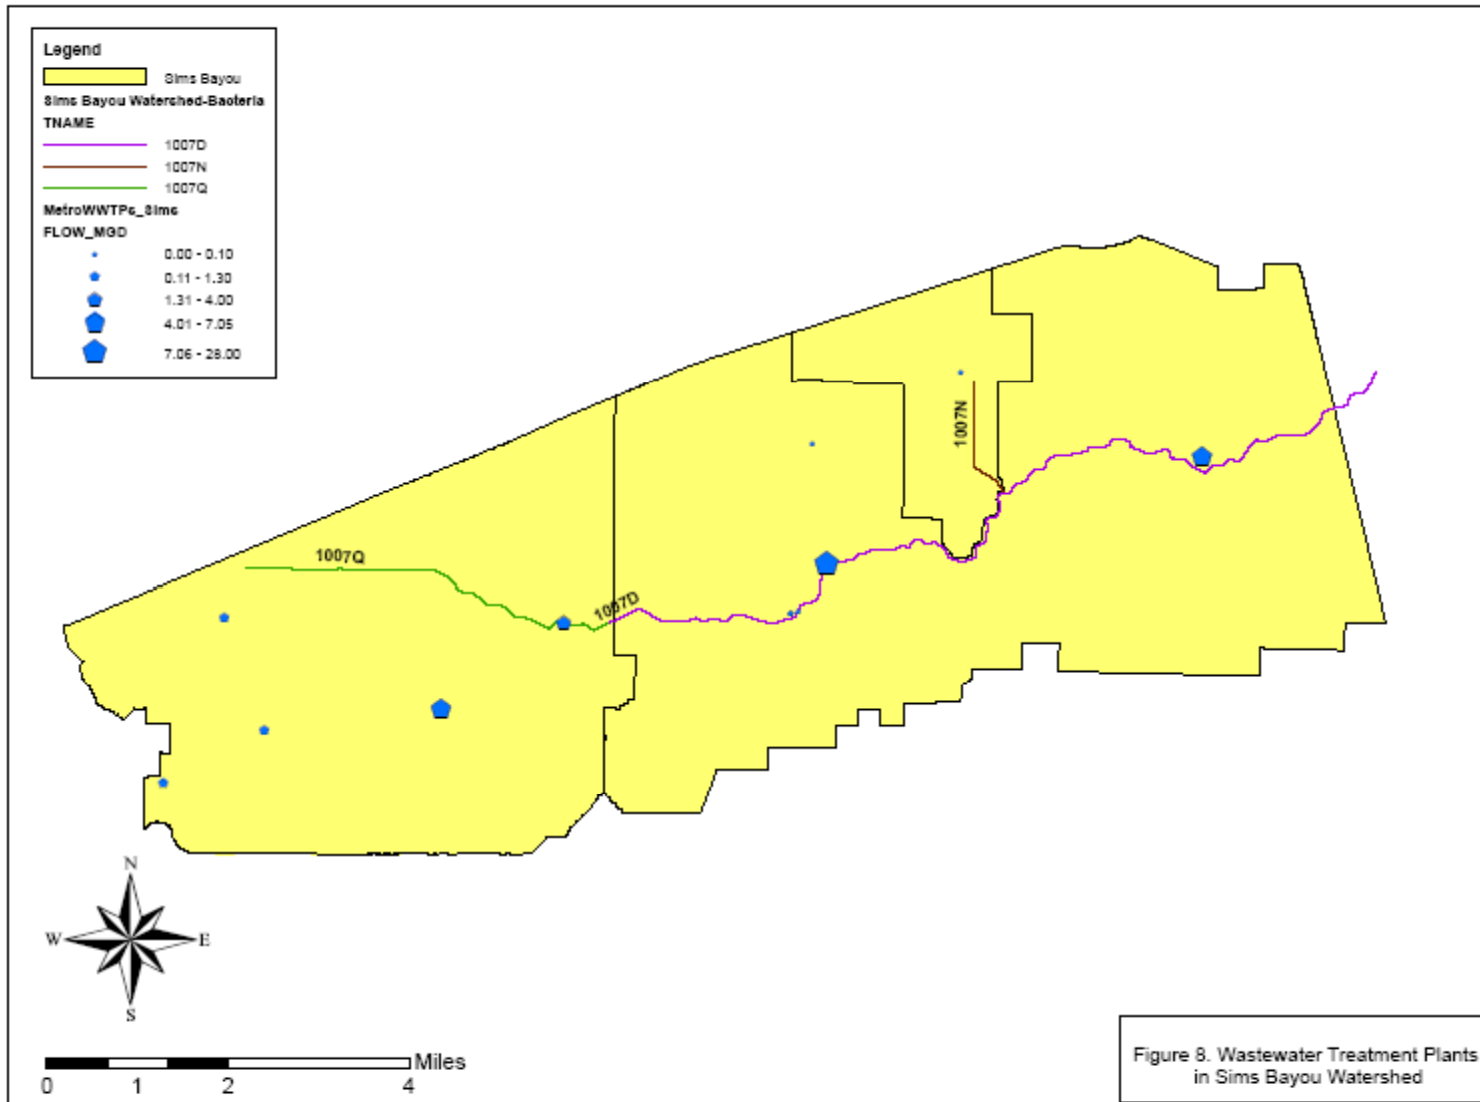 Legend
Sims Bayou
Sims Bayou Watershed-Bacteria
TNAME
1007D
1007N
1007Q
MetroWWTPs_Sims
FLOW_MGD
0.00 - 0.10
0.11 - 1.30
1.31 - 4.00
4.01 - 7.05
7.06 - 28.00
1007N
1007Q
1007D
N
W E
S
Miles
0 1 2 4
Figure 8. Wastewater Treatment Plants
in Sims Bayou Watershed